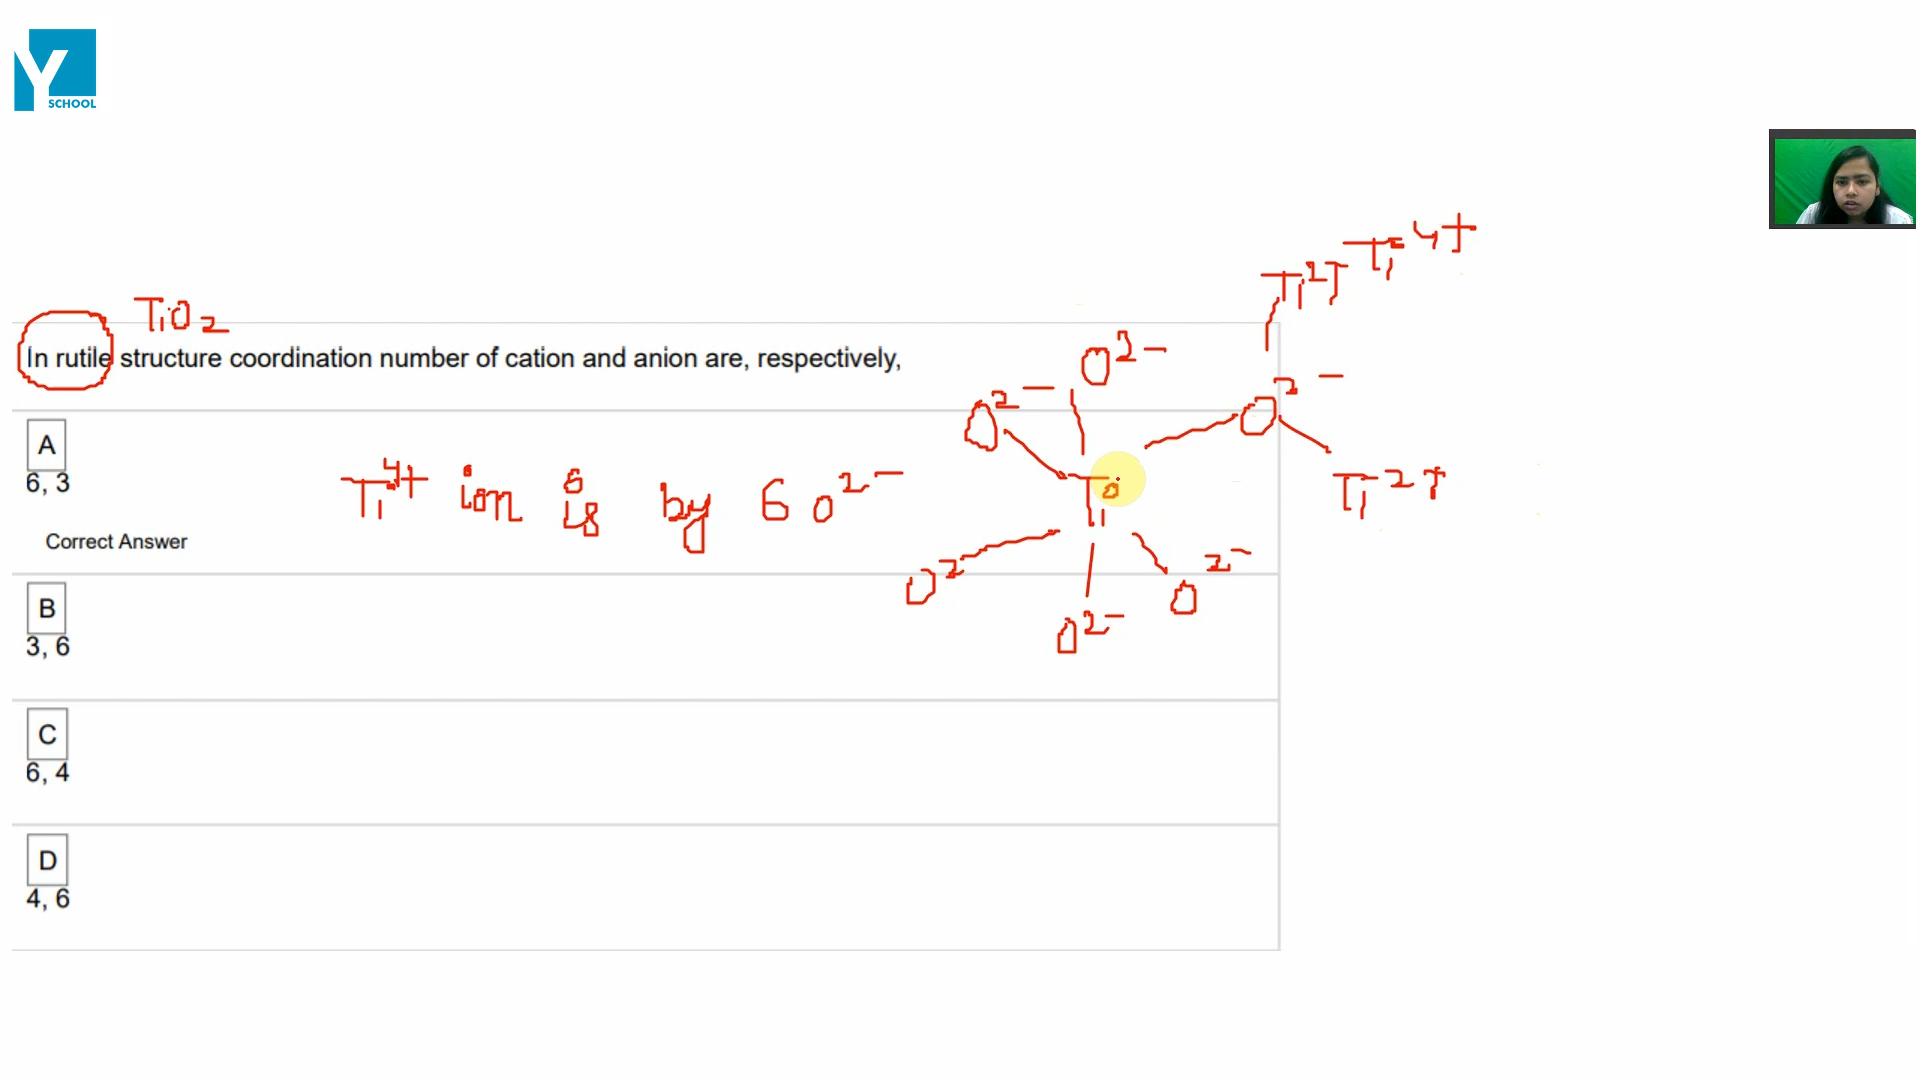 Y
SCHOOL
Ti⁴⁺
Ti²⁺
TiO₂
In rutile structure coordination number of cation and anion are, respectively,
O²⁻
O²⁻
O²⁻
A
6, 3
Ti⁴⁺ ion is by 6 O²⁻
Ti
Ti²⁺
Correct Answer
O²
O²⁻
O²⁻
B
3, 6
C
6, 4
D
4, 6